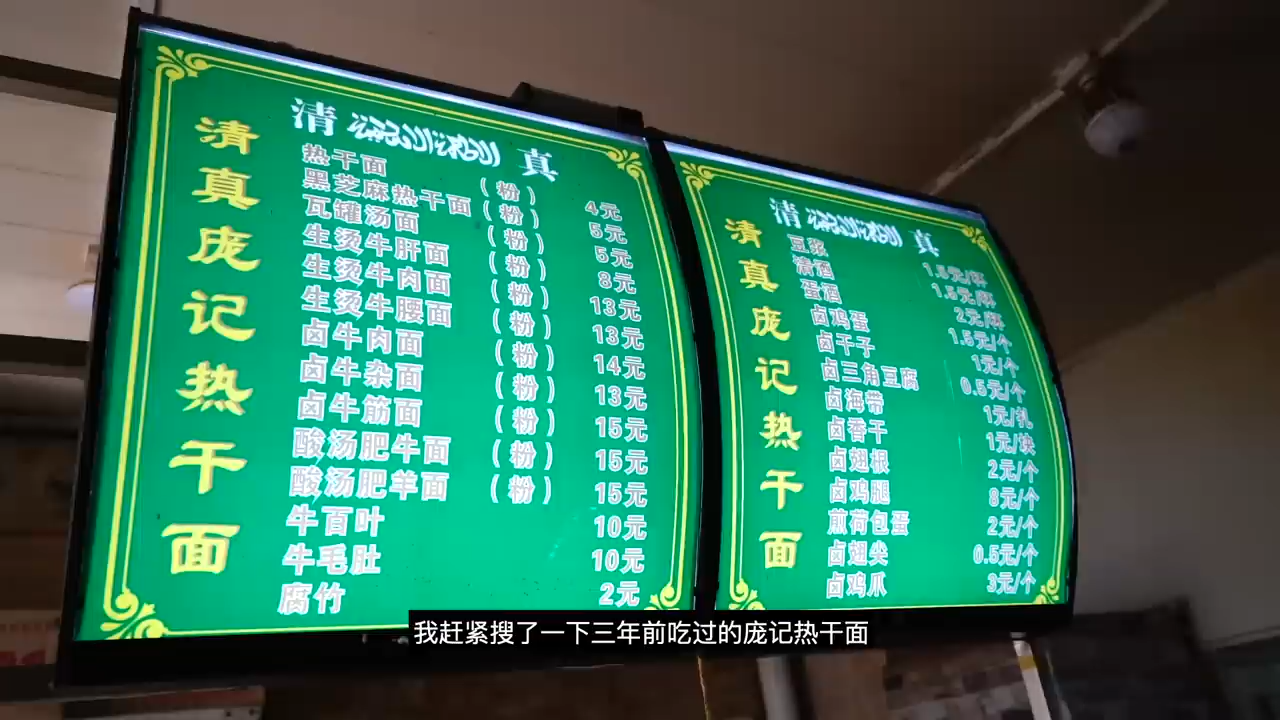 清 真
清真庞记热干面
热干面 (粉) 4元
黑芝麻热干面 (粉) 5元
瓦罐汤面 (粉) 5元
生烫牛肝面 (粉) 8元
生烫牛肉面 (粉) 13元
生烫牛腰面 (粉) 13元
卤牛肉面 (粉) 14元
卤牛杂面 (粉) 13元
卤牛筋面 (粉) 15元
酸汤肥牛面 (粉) 15元
酸汤肥羊面 (粉) 15元
牛百叶 10元
牛毛肚 10元
腐竹 2元
清 真
清真庞记热干面
豆浆 1.5元/杯
清酒 1.5元/杯
蛋酒 2元/杯
卤鸡蛋 1.5元/个
卤干子 1元/个
卤三角豆腐 0.5元/个
卤海带 1元/扎
卤香干 1元/块
卤翅根 2元/个
卤鸡腿 8元/个
煎荷包蛋 2元/个
卤翅尖 0.5元/个
卤鸡爪 3元/个
我赶紧搜了一下三年前吃过的庞记热干面